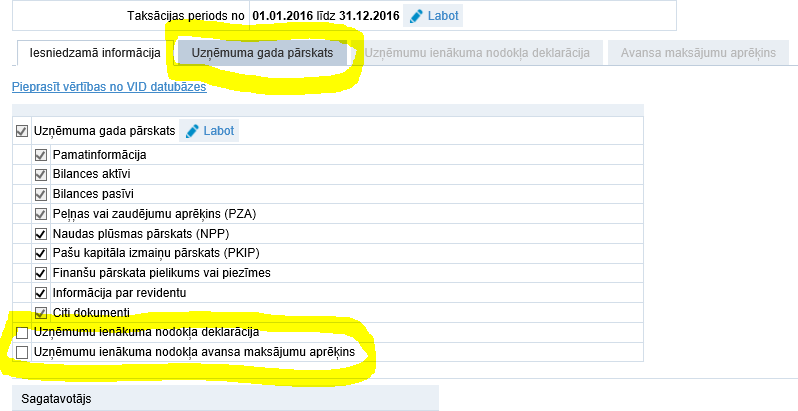 Taksācijas periods no 01.01.2016 līdz 31.12.2016 Labot
Iesniedzamā informācija Uzņēmuma gada pārskats Uzņēmumu ienākuma nodokļa deklarācija Avansa maksājumu aprēķins
Pieprasīt vērtības no VID datubāzes
Uzņēmuma gada pārskats Labot
Pamatinformācija
Bilances aktīvi
Bilances pasīvi
Peļņas vai zaudējumu aprēķins (PZA)
Naudas plūsmas pārskats (NPP)
Pašu kapitāla izmaiņu pārskats (PKIP)
Finanšu pārskata pielikums vai piezīmes
Informācija par revidentu
Citi dokumenti
Uzņēmumu ienākuma nodokļa deklarācija
Uzņēmumu ienākuma nodokļa avansa maksājumu aprēķins
Sagatavotājs